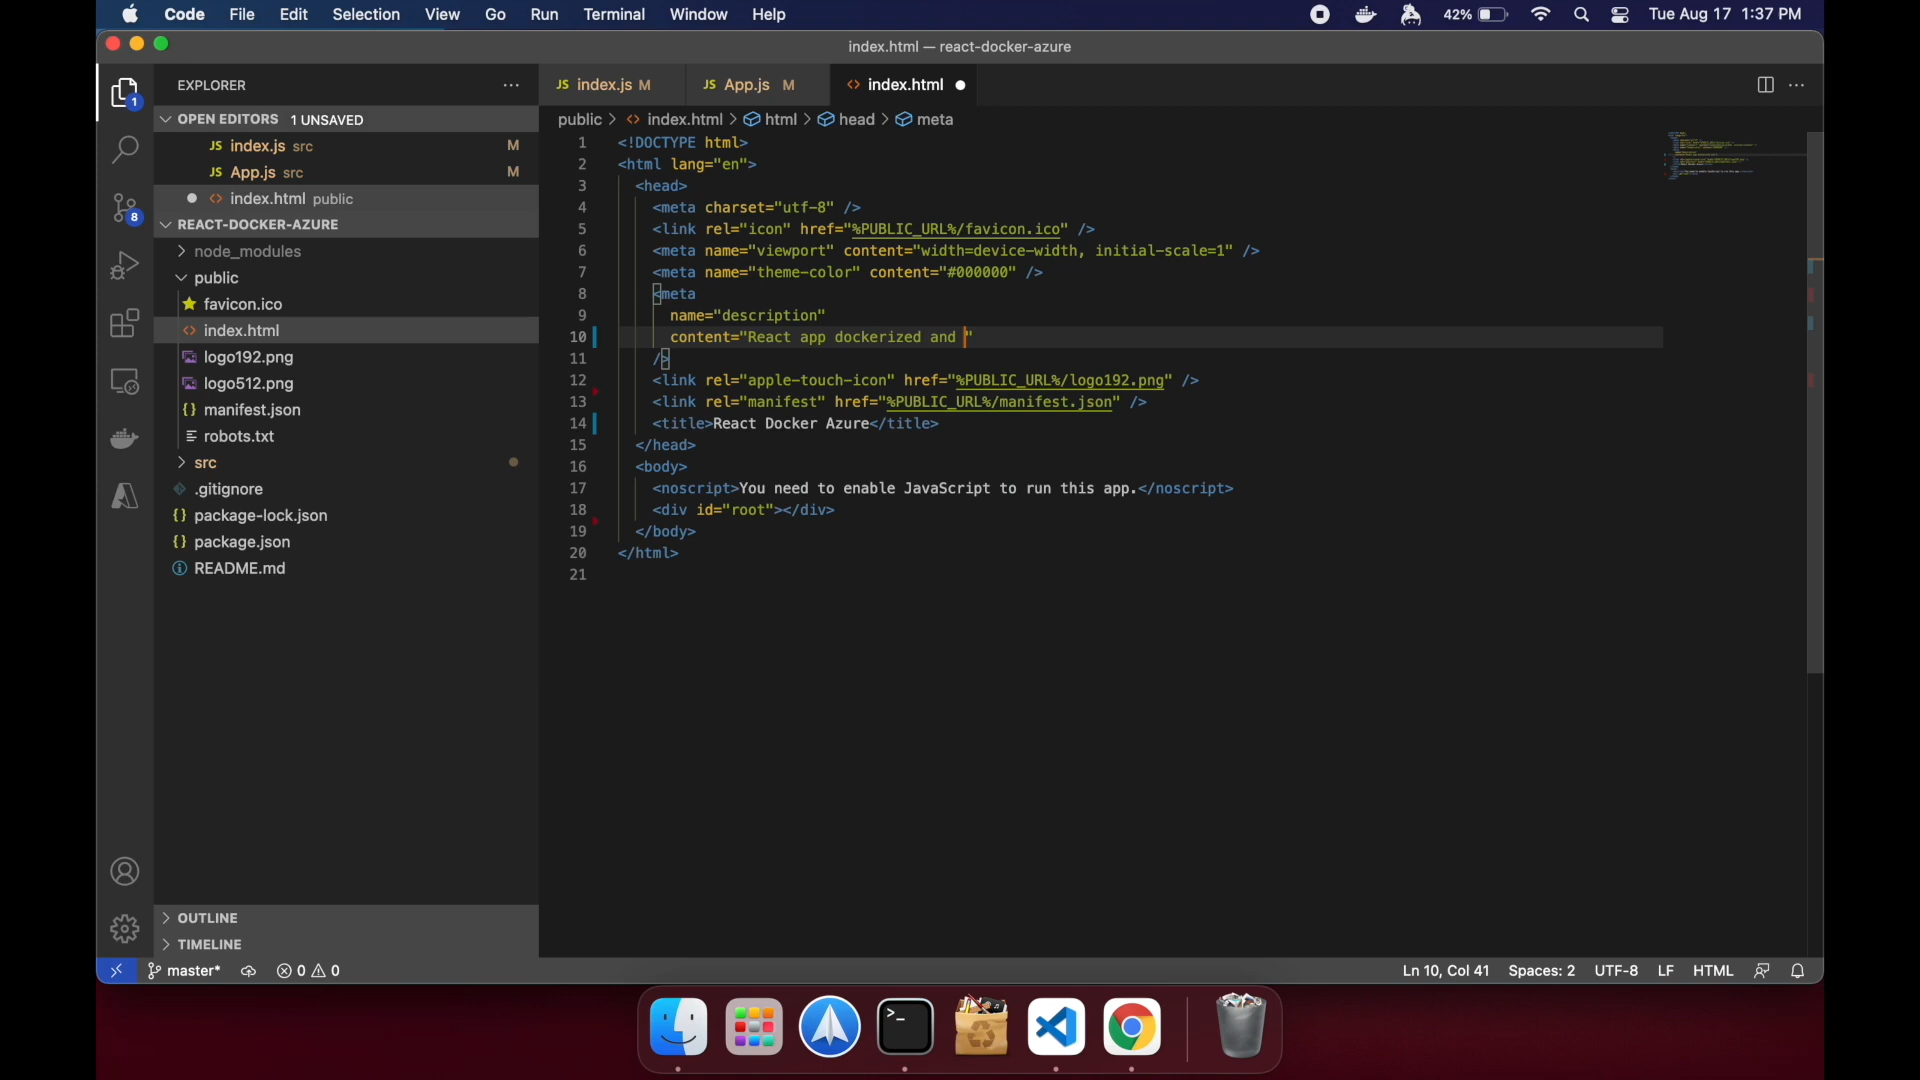 Code File Edit Selection View Go Run Terminal Window Help 42% Tue Aug 17 1:37 PM
index.html — react-docker-azure
EXPLORER
JS index.js M JS App.js M <> index.html
OPEN EDITORS 1 UNSAVED
public > <> index.html > html > head > meta
JS index.js src M
JS App.js src M
<> index.html public
REACT-DOCKER-AZURE
node_modules
public
favicon.ico
<> index.html
logo192.png
logo512.png
{} manifest.json
robots.txt
src
.gitignore
{} package-lock.json
{} package.json
README.md
OUTLINE
TIMELINE
1 <!DOCTYPE html>
2 <html lang="en">
3 <head>
4 <meta charset="utf-8" />
5 <link rel="icon" href="%PUBLIC_URL%/favicon.ico" />
6 <meta name="viewport" content="width=device-width, initial-scale=1" />
7 <meta name="theme-color" content="#000000" />
8 <meta
9 name="description"
10 content="React app dockerized and "
11 />
12 <link rel="apple-touch-icon" href="%PUBLIC_URL%/logo192.png" />
13 <link rel="manifest" href="%PUBLIC_URL%/manifest.json" />
14 <title>React Docker Azure</title>
15 </head>
16 <body>
17 <noscript>You need to enable JavaScript to run this app.</noscript>
18 <div id="root"></div>
19 </body>
20 </html>
21
1
8
master* 0 0 Ln 10, Col 41 Spaces: 2 UTF-8 LF HTML
>_